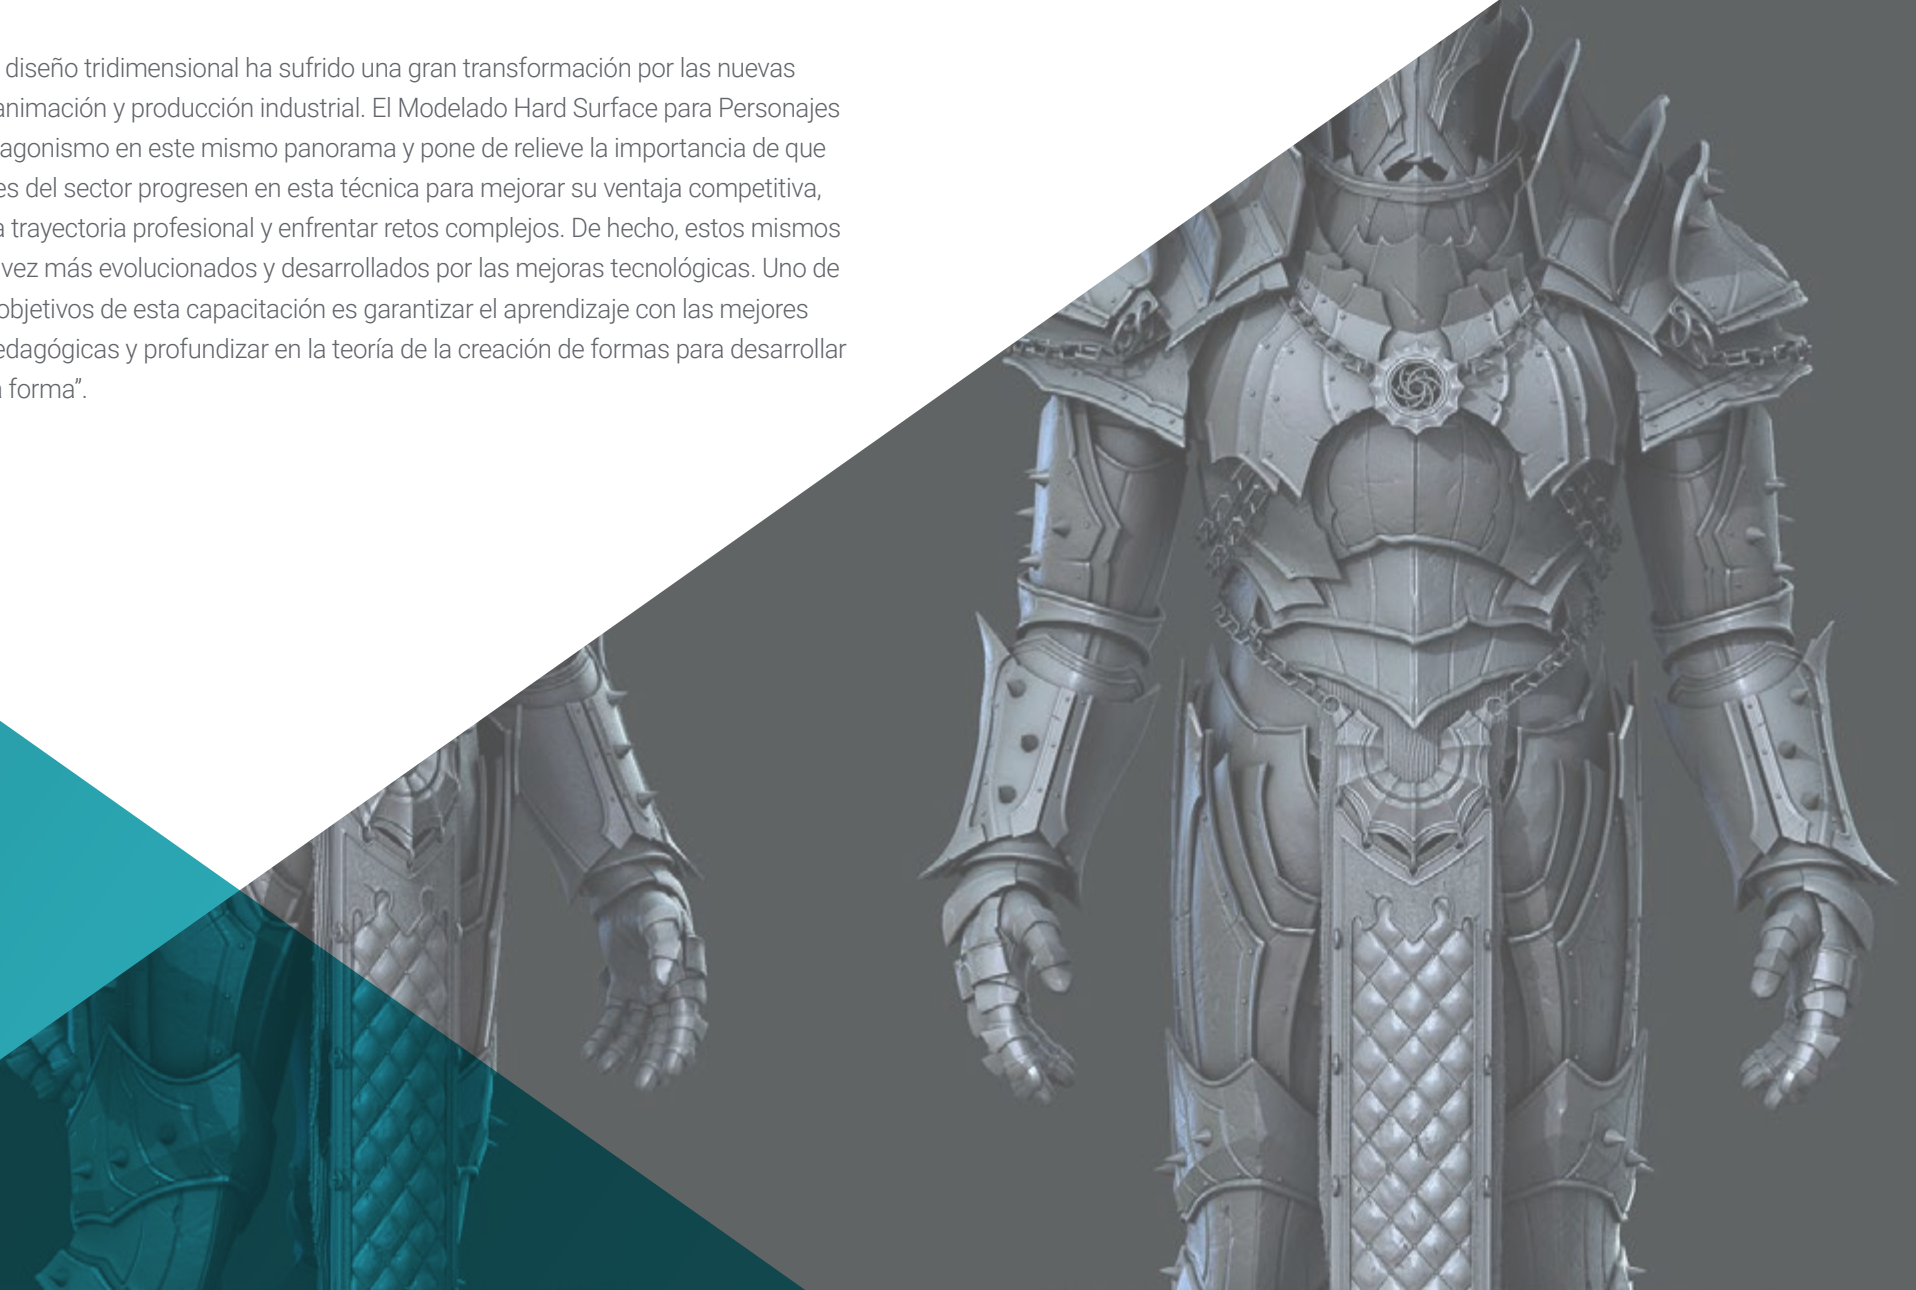 diseño tridimensional ha sufrido una gran transformación por las nuevas
animación y producción industrial. El Modelado Hard Surface para Personajes
agonismo en este mismo panorama y pone de relieve la importancia de que
es del sector progresen en esta técnica para mejorar su ventaja competitiva,
a trayectoria profesional y enfrentar retos complejos. De hecho, estos mismos
vez más evolucionados y desarrollados por las mejoras tecnológicas. Uno de
objetivos de esta capacitación es garantizar el aprendizaje con las mejores
edagógicas y profundizar en la teoría de la creación de formas para desarrollar
a forma”.